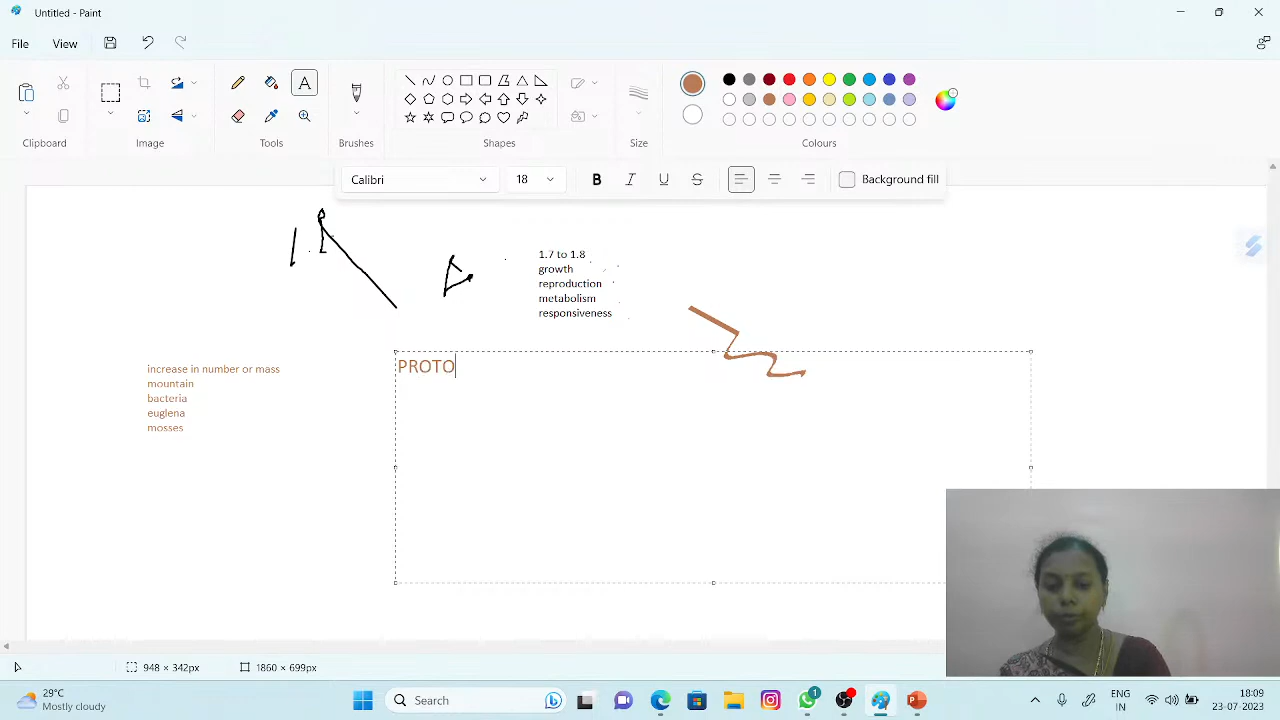 Untitled - Paint
File View
Clipboard Image Tools Brushes Shapes Size Colours
Calibri 18 B I U S Background fill
1.7 to 1.8
growth
reproduction
metabolism
responsiveness
PROTO
increase in number or mass
mountain
bacteria
euglena
mosses
948 × 342px 1860 × 699px
29°C
Mostly cloudy
Search
1
ENG
IN
18:09
23-07-2023